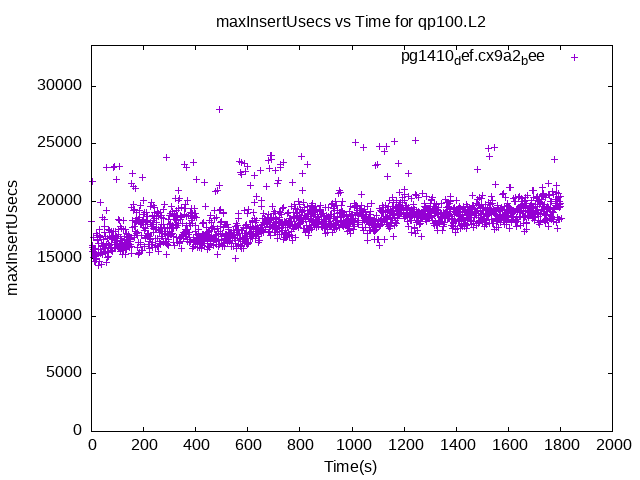 maxInsertUsecs vs Time for qp100.L2
pg1410def.cx9a2bee
30000
25000
20000
15000
10000
5000
0
maxInsertUsecs
0 200 400 600 800 1000 1200 1400 1600 1800 2000
Time(s)